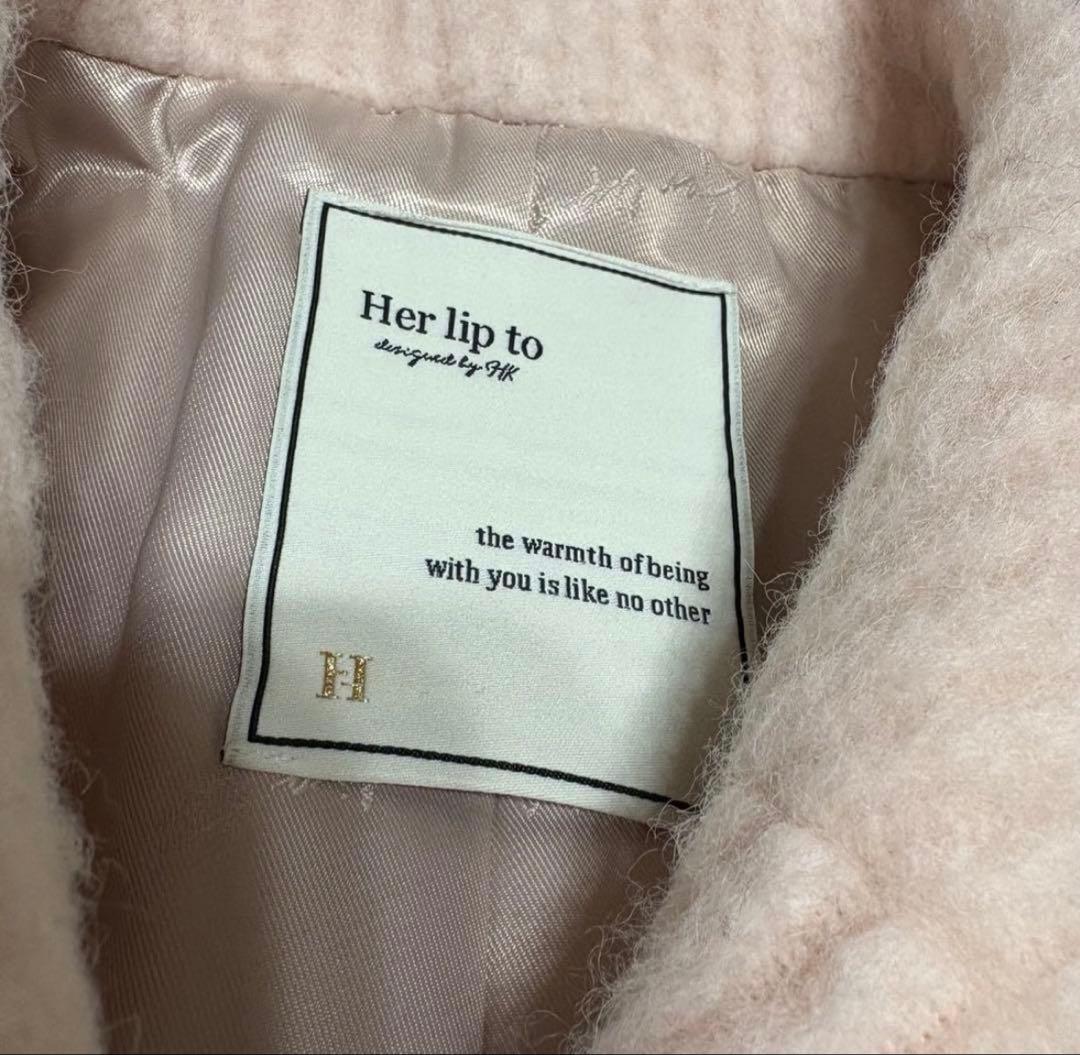 Her lip to
designed by HK
the warmth of being
with you is like no other
H